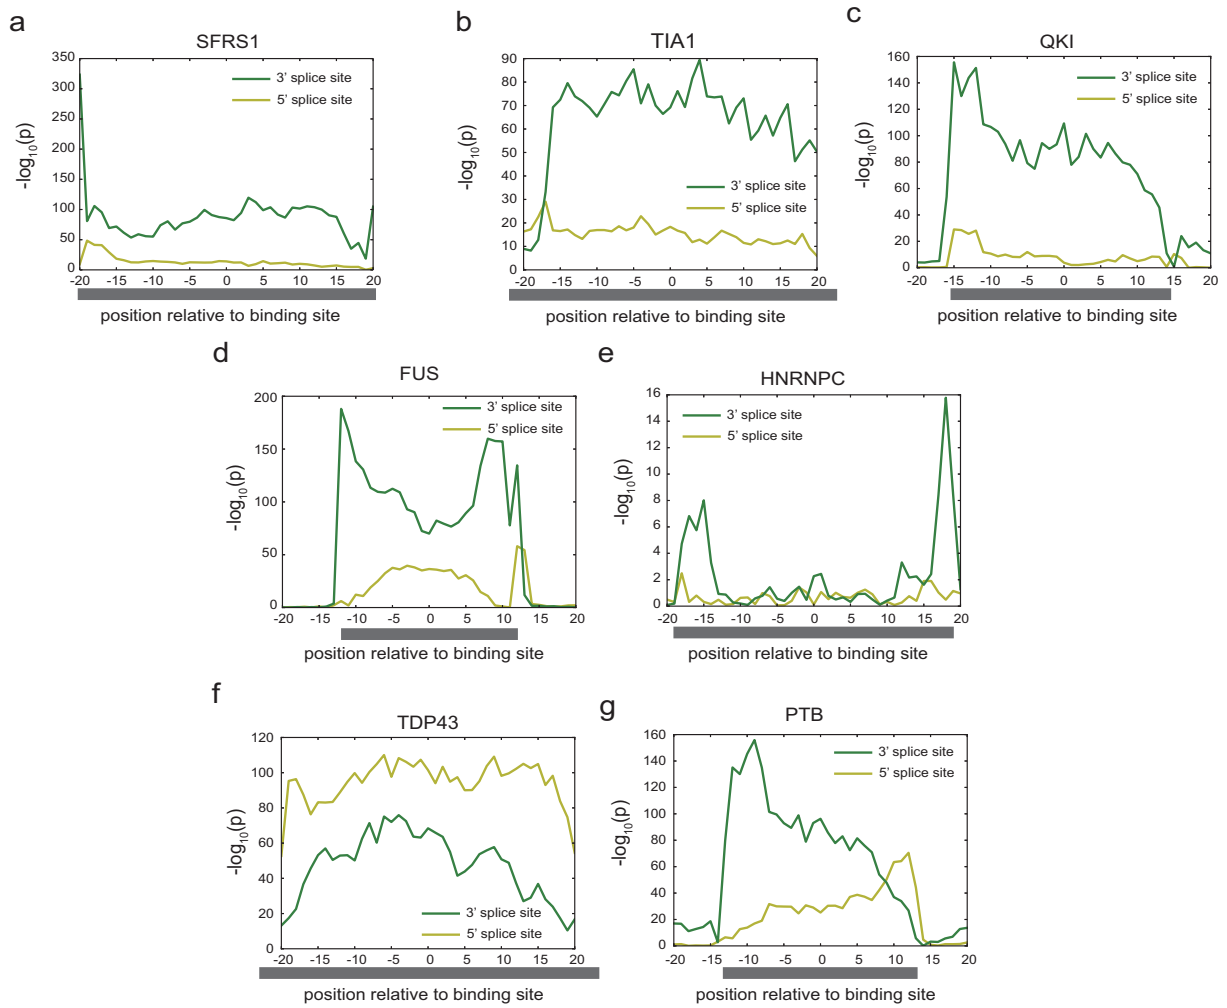 a
SFRS1
350
300
250
200
150
100
50
0
-log10(p)
3’ splice site
5’ splice site
-20 -15 -10 -5 0 5 10 15 20
position relative to binding site
b
TIA1
90
80
70
60
50
40
30
20
10
0
-log10(p)
3’ splice site
5’ splice site
-20 -15 -10 -5 0 5 10 15 20
position relative to binding site
c
QKI
160
140
120
100
80
60
40
20
0
-log10(p)
3’ splice site
5’ splice site
-20 -15 -10 -5 0 5 10 15 20
position relative to binding site
d
FUS
200
150
100
50
0
-log10(p)
3’ splice site
5’ splice site
-20 -15 -10 -5 0 5 10 15 20
position relative to binding site
e
HNRNPC
16
14
12
10
8
6
4
2
0
-log10(p)
3’ splice site
5’ splice site
-20 -15 -10 -5 0 5 10 15 20
position relative to binding site
f
TDP43
120
100
80
60
40
20
0
-log10(p)
3’ splice site
5’ splice site
-20 -15 -10 -5 0 5 10 15 20
position relative to binding site
g
PTB
160
140
120
100
80
60
40
20
0
-log10(p)
3’ splice site
5’ splice site
-20 -15 -10 -5 0 5 10 15 20
position relative to binding site